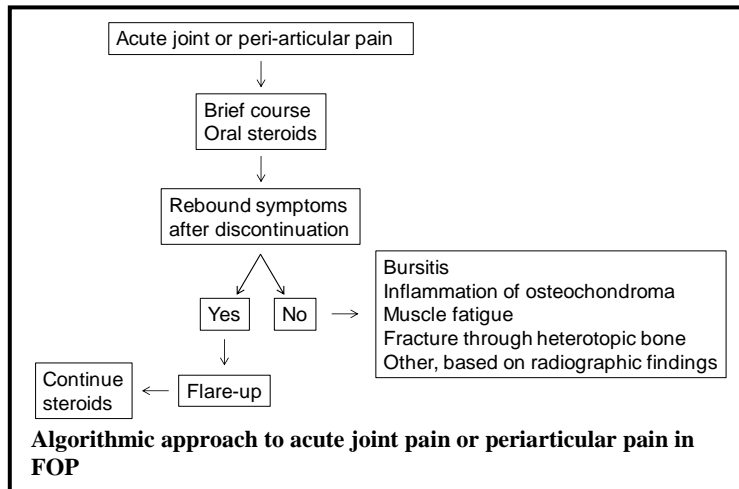 Acute joint or peri-articular pain
Brief course
Oral steroids
Rebound symptoms
after discontinuation
Yes
No
Bursitis
Inflammation of osteochondroma
Muscle fatigue
Fracture through heterotopic bone
Other, based on radiographic findings
Flare-up
Continue
steroids
Algorithmic approach to acute joint pain or periarticular pain in
FOP